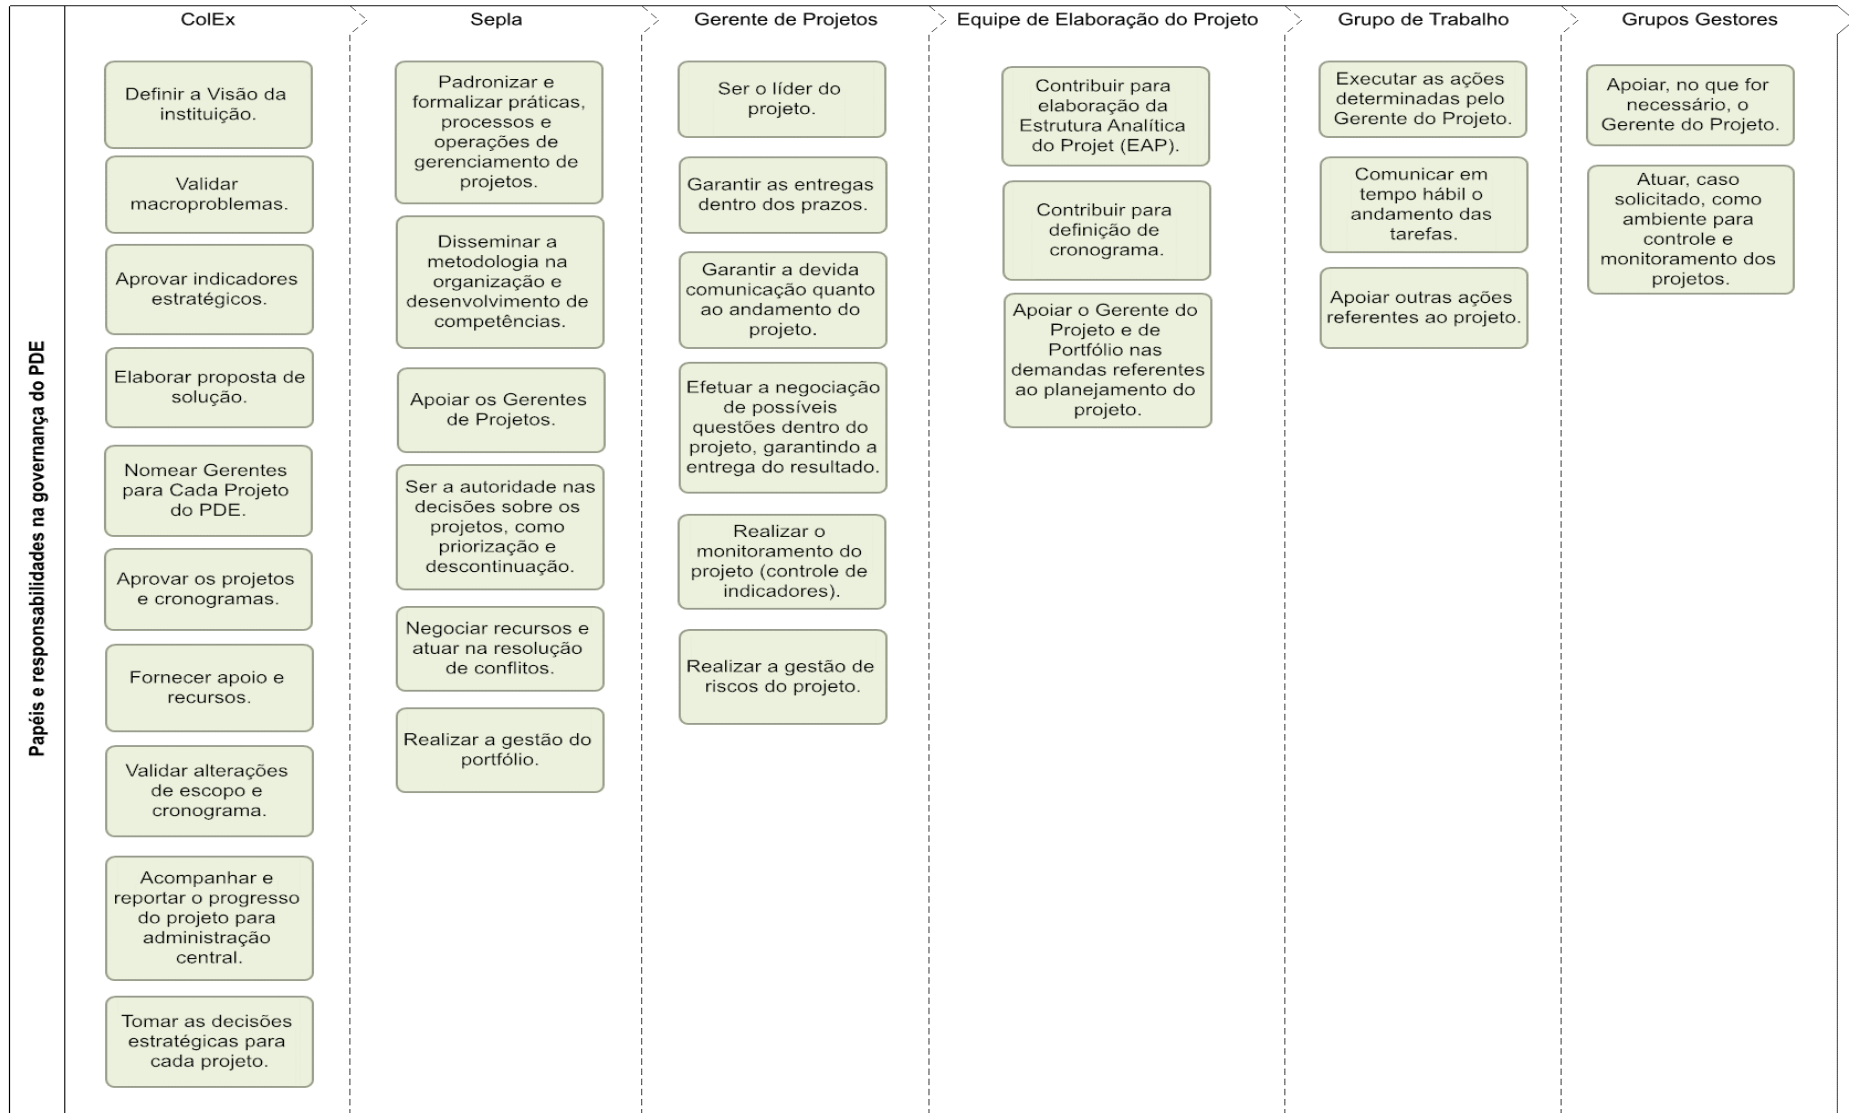 ColEx
Sepla
Gerente de Projetos
Equipe de Elaboração do Projeto
Grupo de Trabalho
Grupos Gestores
Papéis e responsabilidades na governança do PDE
Definir a Visão da
instituição.
Validar
macroproblemas.
Aprovar indicadores
estratégicos.
Elaborar proposta de
solução.
Nomear Gerentes
para Cada Projeto
do PDE.
Aprovar os projetos
e cronogramas.
Fornecer apoio e
recursos.
Validar alterações
de escopo e
cronograma.
Acompanhar e
reportar o progresso
do projeto para
administração
central.
Tomar as decisões
estratégicas para
cada projeto.
Padronizar e
formalizar práticas,
processos e
operações de
gerenciamento de
projetos.
Disseminar a
metodologia na
organização e
desenvolvimento de
competências.
Apoiar os Gerentes
de Projetos.
Ser a autoridade nas
decisões sobre os
projetos, como
priorização e
descontinuação.
Negociar recursos e
atuar na resolução
de conflitos.
Realizar a gestão do
portfólio.
Ser o líder do
projeto.
Garantir as entregas
dentro dos prazos.
Garantir a devida
comunicação quanto
ao andamento do
projeto.
Efetuar a negociação
de possíveis
questões dentro do
projeto, garantindo a
entrega do resultado.
Realizar o
monitoramento do
projeto (controle de
indicadores).
Realizar a gestão de
riscos do projeto.
Contribuir para
elaboração da
Estrutura Analítica
do Projet (EAP).
Contribuir para
definição de
cronograma.
Apoiar o Gerente do
Projeto e de
Portfólio nas
demandas referentes
ao planejamento do
projeto.
Executar as ações
determinadas pelo
Gerente do Projeto.
Comunicar em
tempo hábil o
andamento das
tarefas.
Apoiar outras ações
referentes ao projeto.
Apoiar, no que for
necessário, o
Gerente do Projeto.
Atuar, caso
solicitado, como
ambiente para
controle e
monitoramento dos
projetos.